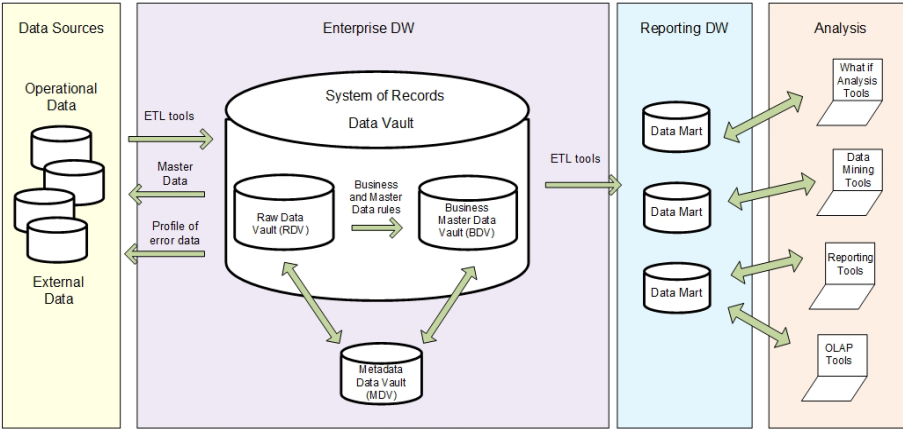 Data Sources
Enterprise DW
Reporting DW
Analysis
Operational
Data
External
Data
ETL tools
Master
Data
Profile of
error data
System of Records
Data Vault
Raw Data
Vault (RDV)
Business
and Master
Data rules
Business
Master Data
Vault (BDV)
Metadata
Data Vault
(MDV)
ETL tools
Data Mart
Data Mart
Data Mart
What if
Analysis
Tools
Data
Mining
Tools
Reporting
Tools
OLAP
Tools